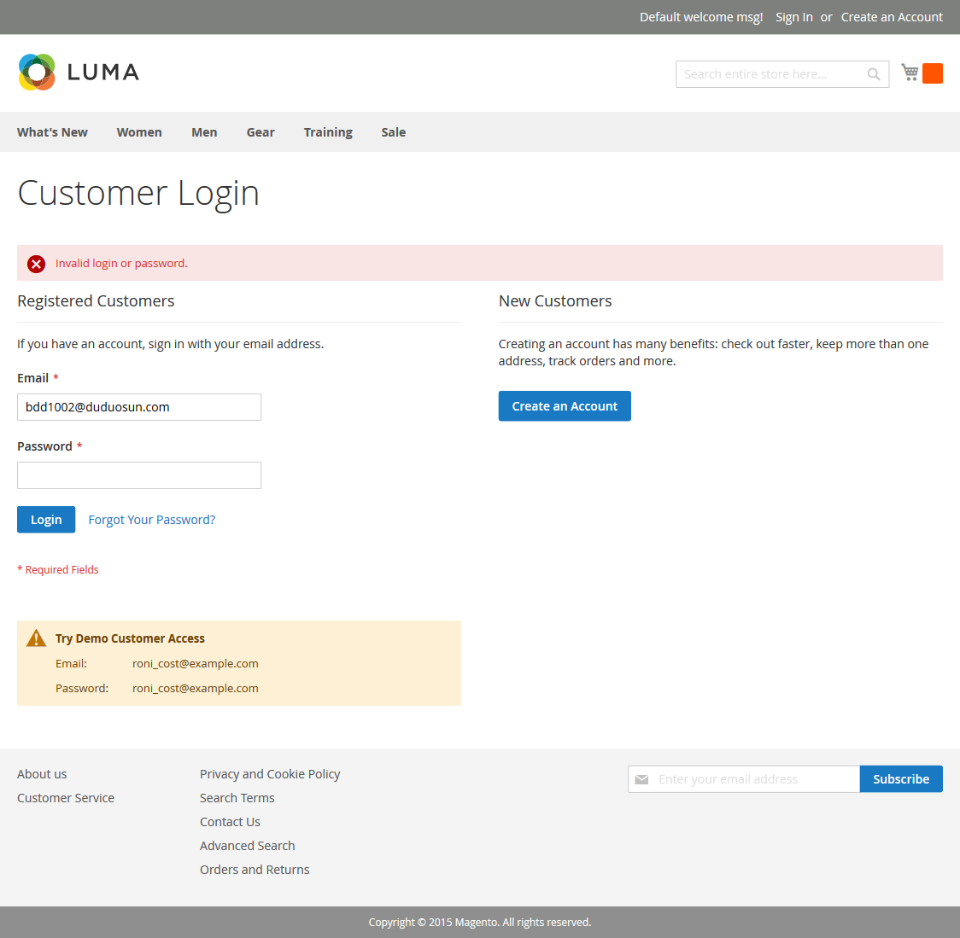 Default welcome msg! Sign In or Create an Account
LUMA
Search entire store here...
What's New Women Men Gear Training Sale
Customer Login
Invalid login or password.
Registered Customers
If you have an account, sign in with your email address.
Email *
bdd1002@duduosun.com
Password *
Login Forgot Your Password?
* Required Fields
Try Demo Customer Access
Email: roni_cost@example.com
Password: roni_cost@example.com
New Customers
Creating an account has many benefits: check out faster, keep more than one
address, track orders and more.
Create an Account
About us
Customer Service
Privacy and Cookie Policy
Search Terms
Contact Us
Advanced Search
Orders and Returns
Enter your email address Subscribe
Copyright © 2015 Magento. All rights reserved.